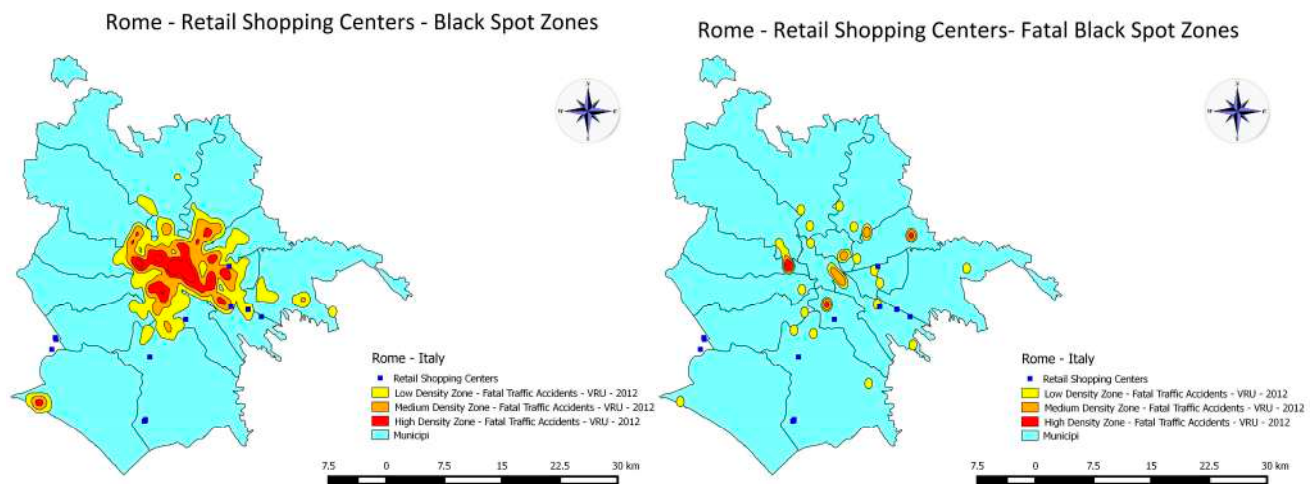 Rome - Retail Shopping Centers - Black Spot Zones
N
W
E
S
Rome - Italy
Retail Shopping Centers
Low Density Zone - Fatal Traffic Accidents - VRU - 2012
Medium Density Zone - Fatal Traffic Accidents - VRU - 2012
High Density Zone - Fatal Traffic Accidents - VRU - 2012
Municipi
7.5 0 7.5 15 22.5 30 km
Rome - Retail Shopping Centers- Fatal Black Spot Zones
N
W
E
S
Rome - Italy
Retail Shopping Centers
Low Density Zone - Fatal Traffic Accidents - VRU - 2012
Medium Density Zone - Fatal Traffic Accidents - VRU - 2012
High Density Zone - Fatal Traffic Accidents - VRU - 2012
Municipi
7.5 0 7.5 15 22.5 30 km